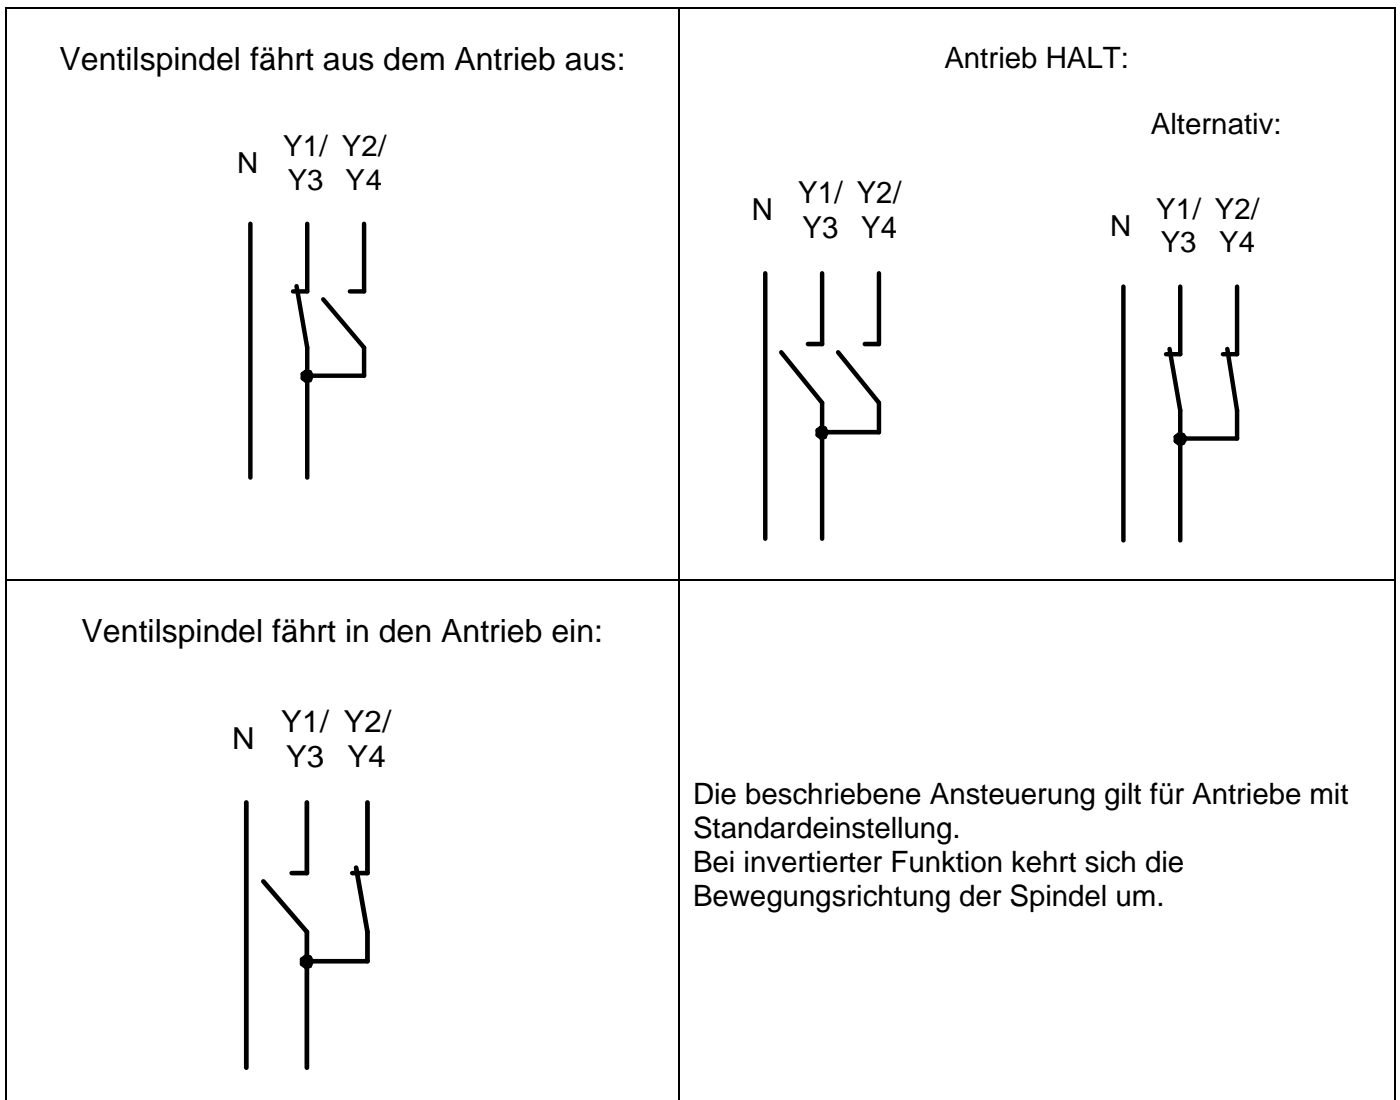 Ventilspindel fährt aus dem Antrieb aus:
N Y1/ Y2/
Y3 Y4
Antrieb HALT:
Alternativ:
N Y1/ Y2/
Y3 Y4
N Y1/ Y2/
Y3 Y4
Ventilspindel fährt in den Antrieb ein:
N Y1/ Y2/
Y3 Y4
Die beschriebene Ansteuerung gilt für Antriebe mit
Standardeinstellung.
Bei invertierter Funktion kehrt sich die
Bewegungsrichtung der Spindel um.